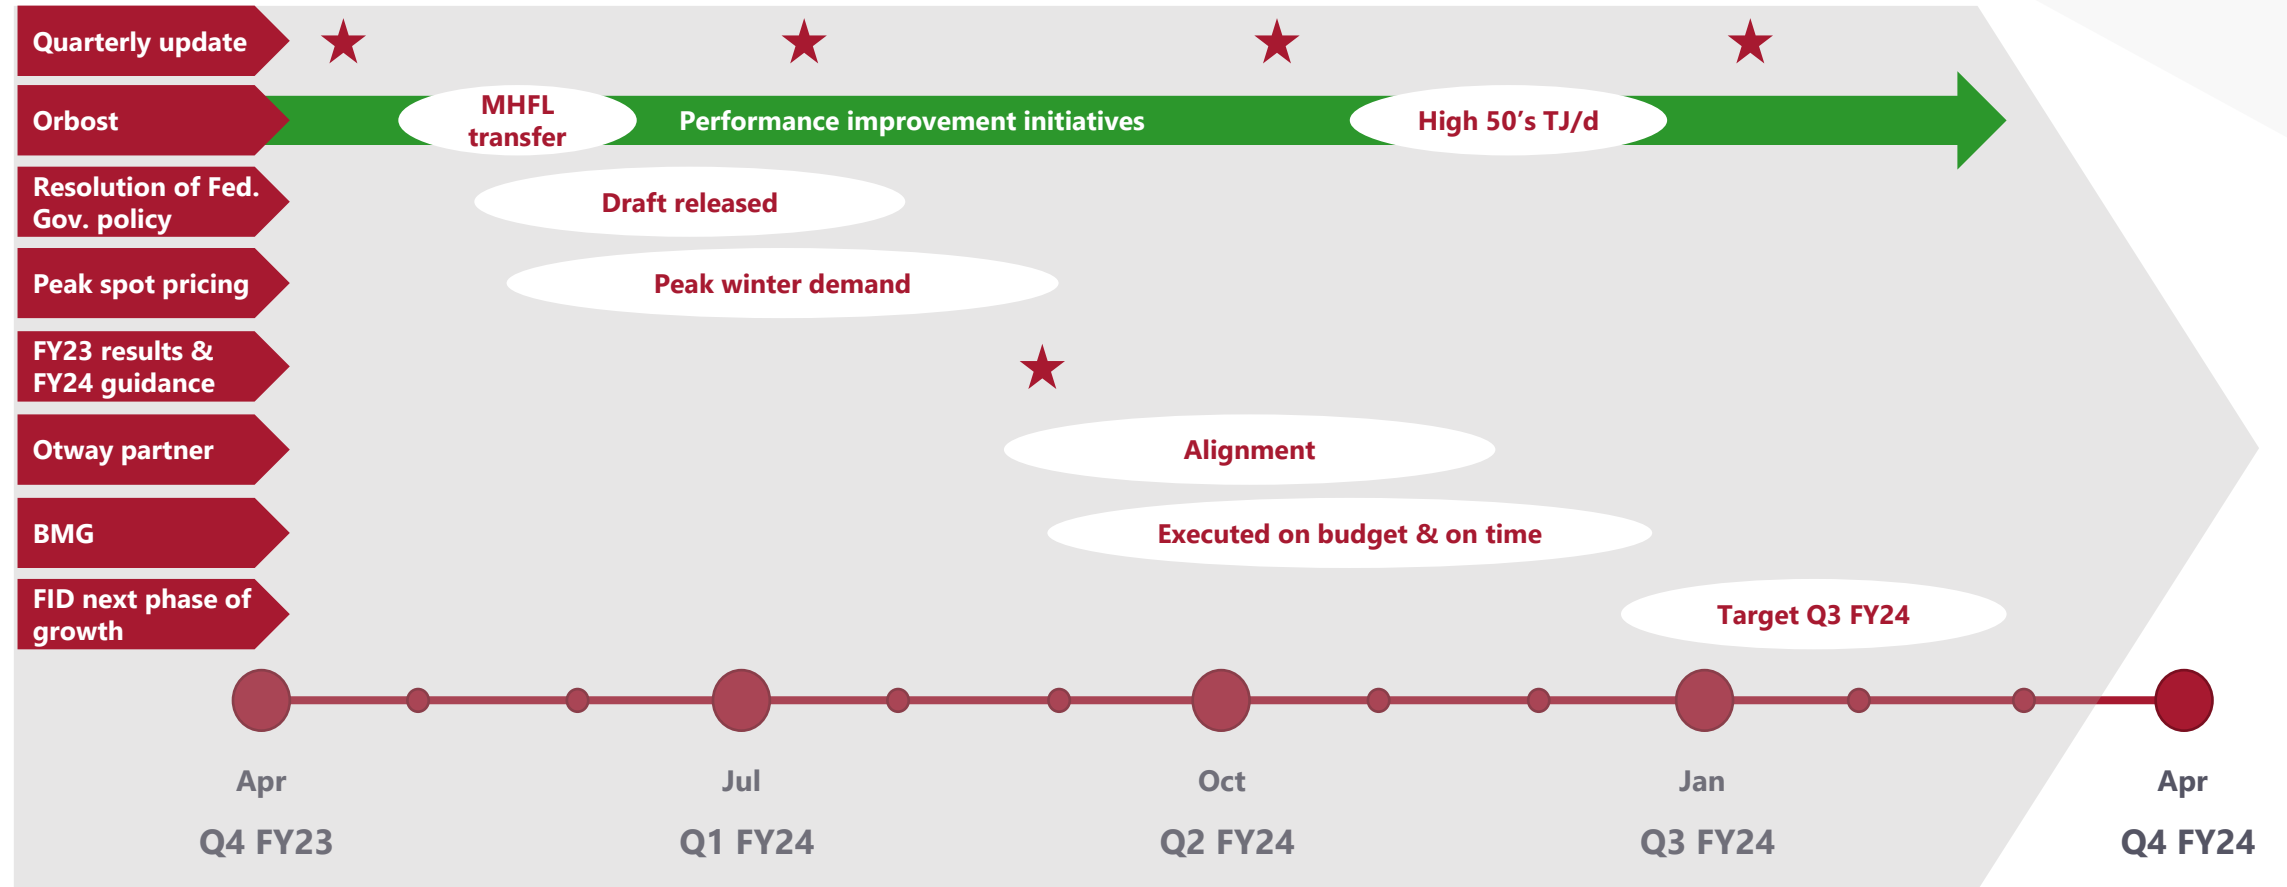 Quarterly update
Orbost
MHFL
transfer
Performance improvement initiatives
High 50’s TJ/d
Resolution of Fed.
Gov. policy
Draft released
Peak spot pricing
Peak winter demand
FY23 results &
FY24 guidance
Otway partner
Alignment
BMG
Executed on budget & on time
FID next phase of
growth
Target Q3 FY24
Apr
Jul
Oct
Jan
Apr
Q4 FY23
Q1 FY24
Q2 FY24
Q3 FY24
Q4 FY24